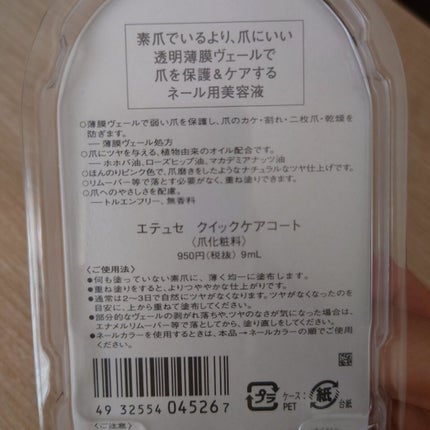 素爪でいるより、爪にいい
透明薄膜ヴェールで
爪を保護&ケアする
ネール用美容液
○薄膜ヴェールで弱い爪を保護し、爪のカケ・割れ・二枚爪・乾燥を
防ぎます。
―薄膜ヴェール処方
○爪にツヤを与える、植物由来のオイル配合です。
―ホホバ油、ローズヒップ油、マカデミアナッツ油
○ほんのりピンク色で、爪磨きをしたようなナチュラルなツヤ仕上げです。
○リムーバー等で落とす必要がなく、重ね塗りできます。
○爪へのやさしさを配慮。
―トルエンフリー、無香料
エテュセ クイックケアコート
〈爪化粧料〉
950円(税抜) 9mL
〈ご使用法〉
●何も塗っていない素爪に、薄く均一に塗布します。
●重ね塗りをすると、よりつややかな仕上がりです。
●通常は2~3日で自然にツヤがなくなります。ツヤがなくなったのを
目安に、上から重ねて塗布してください。
●部分的なヴェールの剥がれ落ちや、ツヤのなさが気になった場合は、
エナメルリムーバー等で落としてから、塗り直しをしてください。
●ネールカラーを使用するときは、本品→ネールカラーの順でご使用
ください。
4932554 045267
プラ
ケース:
PET
紙
台紙
〈ご注意〉